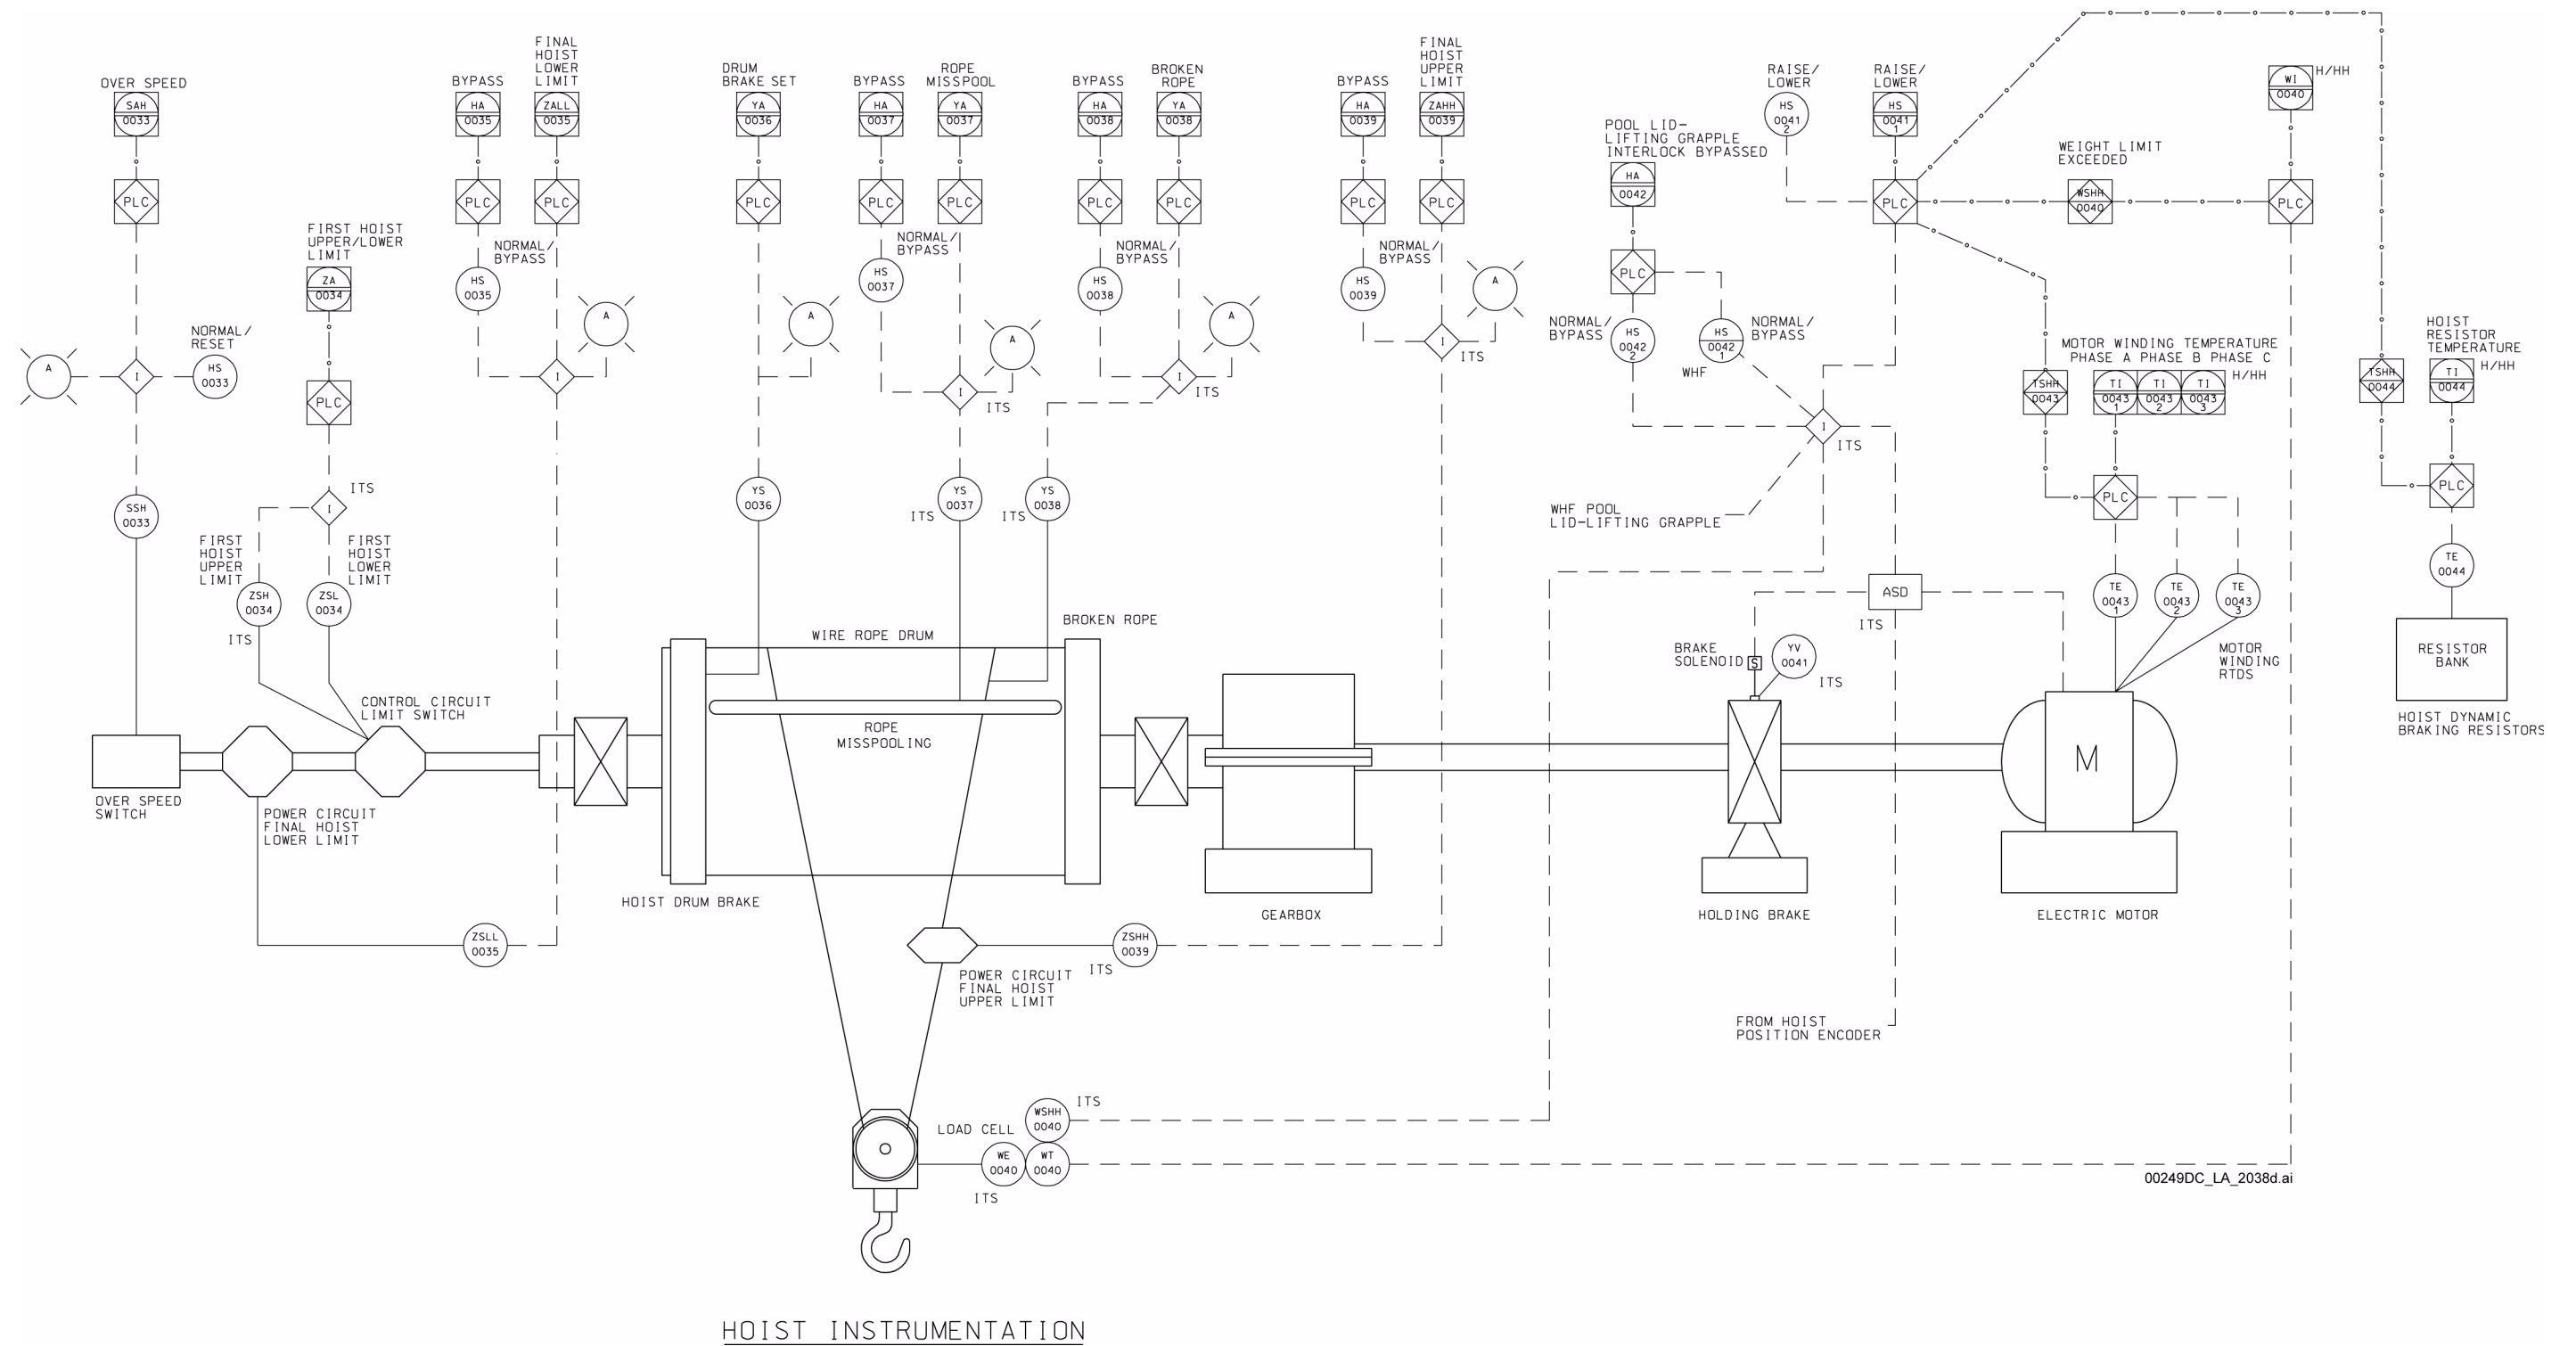 OVER SPEED
SAH
0033
PLC
A
I
NORMAL/
RESET
HS
0033
SSH
0033
FIRST HOIST
UPPER/LOWER
LIMIT
ZA
0034
PLC
I
ITS
FIRST
HOIST
UPPER
LIMIT
FIRST
HOIST
LOWER
LIMIT
ZSH
0034
ITS
ZSL
0034
CONTROL CIRCUIT
LIMIT SWITCH
OVER SPEED
SWITCH
POWER CIRCUIT
FINAL HOIST
LOWER LIMIT
ZSLL
0035
BYPASS
HA
0035
PLC
NORMAL/
BYPASS
HS
0035
FINAL
HOIST
LOWER
LIMIT
ZALL
0035
PLC
A
I
DRUM
BRAKE SET
YA
0036
PLC
A
YS
0036
BYPASS
HA
0037
PLC
NORMAL/
BYPASS
HS
0037
ROPE
MISSPOOL
YA
0037
PLC
A
I
ITS
YS
0037
ITS
BYPASS
HA
0038
PLC
NORMAL/
BYPASS
HS
0038
BROKEN
ROPE
YA
0038
PLC
A
I
ITS
YS
0038
ITS
WIRE ROPE DRUM
BROKEN ROPE
ROPE
MISSPOOLING
HOIST DRUM BRAKE
BYPASS
HA
0039
PLC
NORMAL/
BYPASS
HS
0039
FINAL
HOIST
UPPER
LIMIT
ZAHH
0039
PLC
A
I
ITS
ZSHH
0039
ITS
POWER CIRCUIT
FINAL HOIST
UPPER LIMIT
GEARBOX
LOAD CELL
WSHH
0040
ITS
WE
0040
WT
0040
ITS
POOL LID-
LIFTING GRAPPLE
INTERLOCK BYPASSED
HA
0042
PLC
NORMAL/
BYPASS
HS
0042
2
HS
0042
1
NORMAL/
BYPASS
WHF
I
ITS
WHF POOL
LID-LIFTING GRAPPLE
RAISE/
LOWER
HS
0041
2
RAISE/
LOWER
HS
0041
1
PLC
WEIGHT LIMIT
EXCEEDED
WSHH
0040
WI
0040
H/HH
PLC
ASD
ITS
BRAKE
SOLENOID
S
YV
0041
ITS
HOLDING BRAKE
FROM HOIST
POSITION ENCODER
MOTOR WINDING TEMPERATURE
PHASE A PHASE B PHASE C
TSHH
0043
TI
0043
1
TI
0043
2
TI
0043
3
H/HH
PLC
TE
0043
1
TE
0043
2
TE
0043
3
MOTOR
WINDING
RTDS
M
ELECTRIC MOTOR
HOIST
RESISTOR
TEMPERATURE
TSHH
0044
TI
0044
H/HH
PLC
TE
0044
RESISTOR
BANK
HOIST DYNAMIC
BRAKING RESISTORS
00249DC_LA_2038d.ai
HOIST INSTRUMENTATION